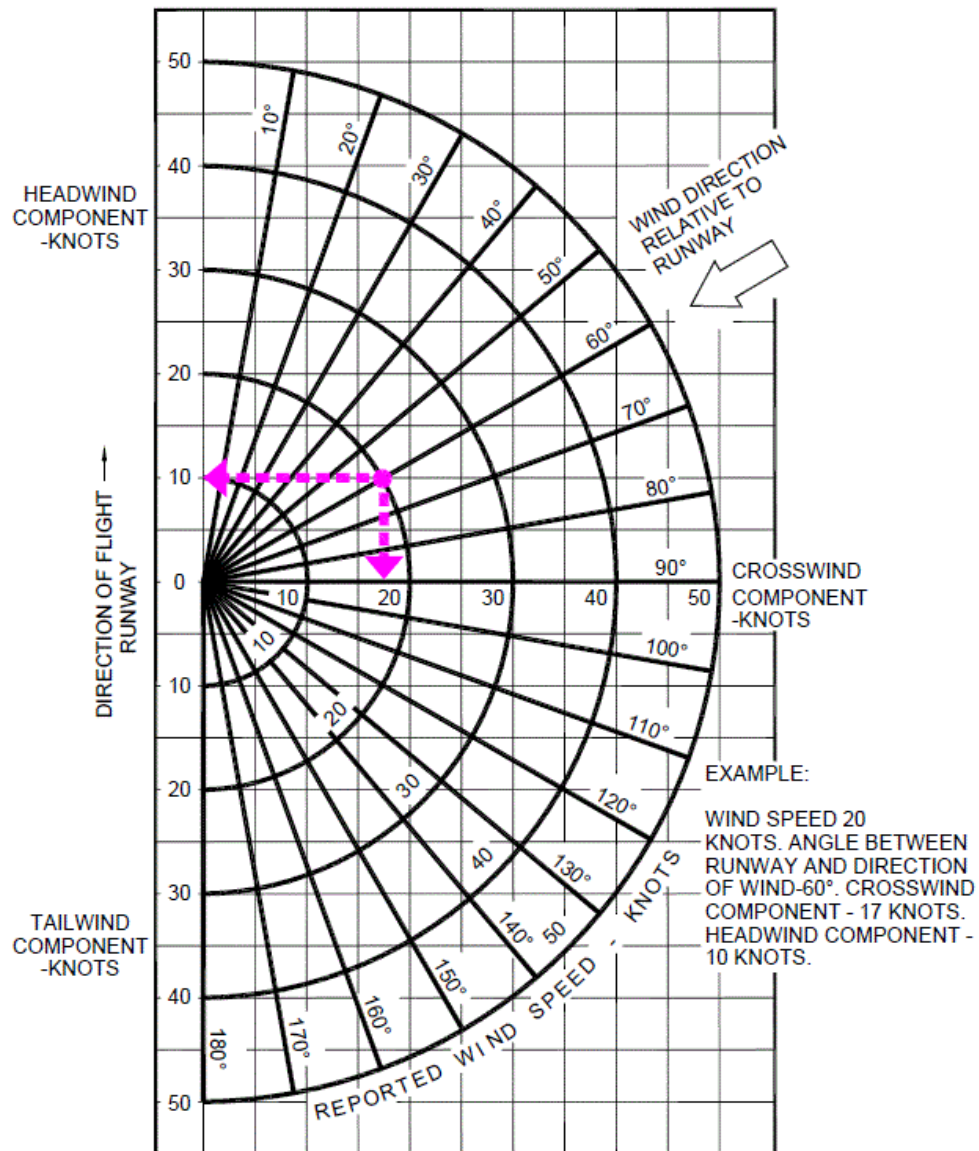 50
10°
20°
30°
40°
50°
60°
70°
80°
90°
HEADWIND
COMPONENT
-KNOTS
40
30
20
10
0
WIND DIRECTION
RELATIVE TO
RUNWAY
DIRECTION OF FLIGHT
RUNWAY
10
20
30
40
50
CROSSWIND
COMPONENT
-KNOTS
10
20
30
40
50
100°
110°
120°
130°
140°
150°
160°
170°
180°
10
20
30
40
50
TAILWIND
COMPONENT
-KNOTS
REPORTED WIND SPEED - KNOTS
EXAMPLE:
WIND SPEED 20
KNOTS. ANGLE BETWEEN
RUNWAY AND DIRECTION
OF WIND-60°. CROSSWIND
COMPONENT - 17 KNOTS.
HEADWIND COMPONENT -
10 KNOTS.